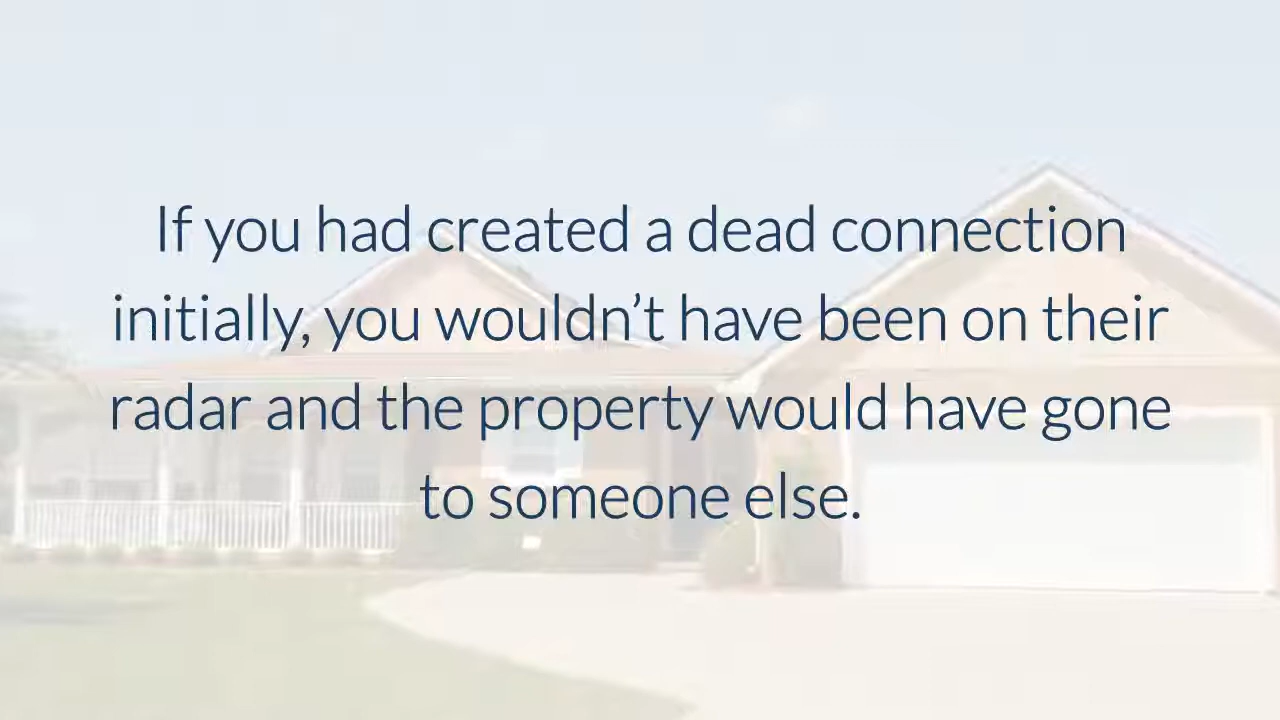 If you had created a dead connection
initially, you wouldn’t have been on their
radar and the property would have gone
to someone else.